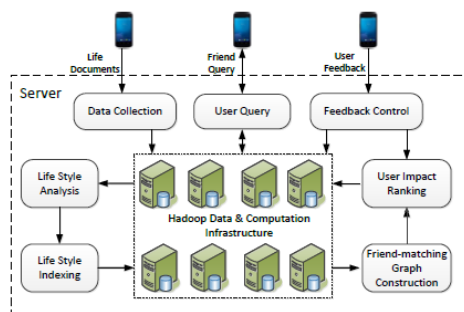 Life
Documents
Friend
Query
User
Feedback
Server
Data Collection
User Query
Feedback Control
Life Style
Analysis
User Impact
Ranking
Hadoop Data & Computation
Infrastructure
Life Style
Indexing
Friend-matching
Graph
Construction